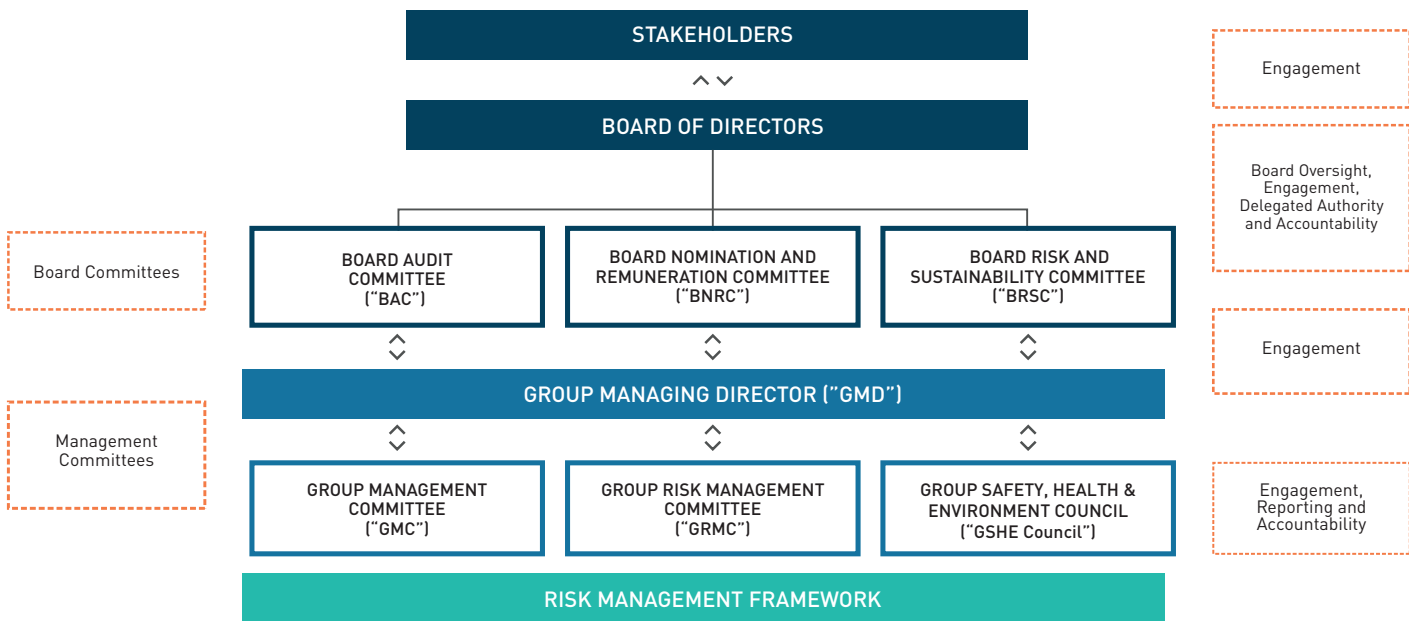 STAKEHOLDERS
Engagement
BOARD OF DIRECTORS
Board Oversight,
Engagement,
Delegated Authority
and Accountability
Board Committees
BOARD AUDIT
COMMITTEE
(“BAC”)
BOARD NOMINATION AND
REMUNERATION COMMITTEE
(“BNRC”)
BOARD RISK AND
SUSTAINABILITY COMMITTEE
(“BRSC”)
Engagement
GROUP MANAGING DIRECTOR (”GMD”)
Management
Committees
GROUP MANAGEMENT
COMMITTEE
(“GMC”)
GROUP RISK MANAGEMENT
COMMITTEE
(“GRMC”)
GROUP SAFETY, HEALTH &
ENVIRONMENT COUNCIL
(“GSHE Council”)
Engagement,
Reporting and
Accountability
RISK MANAGEMENT FRAMEWORK